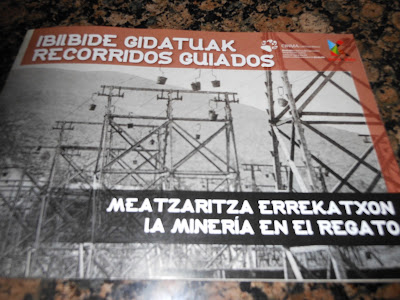 IBILBIDE GIDATUAK
RECORRIDOS GUIADOS
MEATZARITZA ERREKATXON
LA MINERÍA EN El REGATO